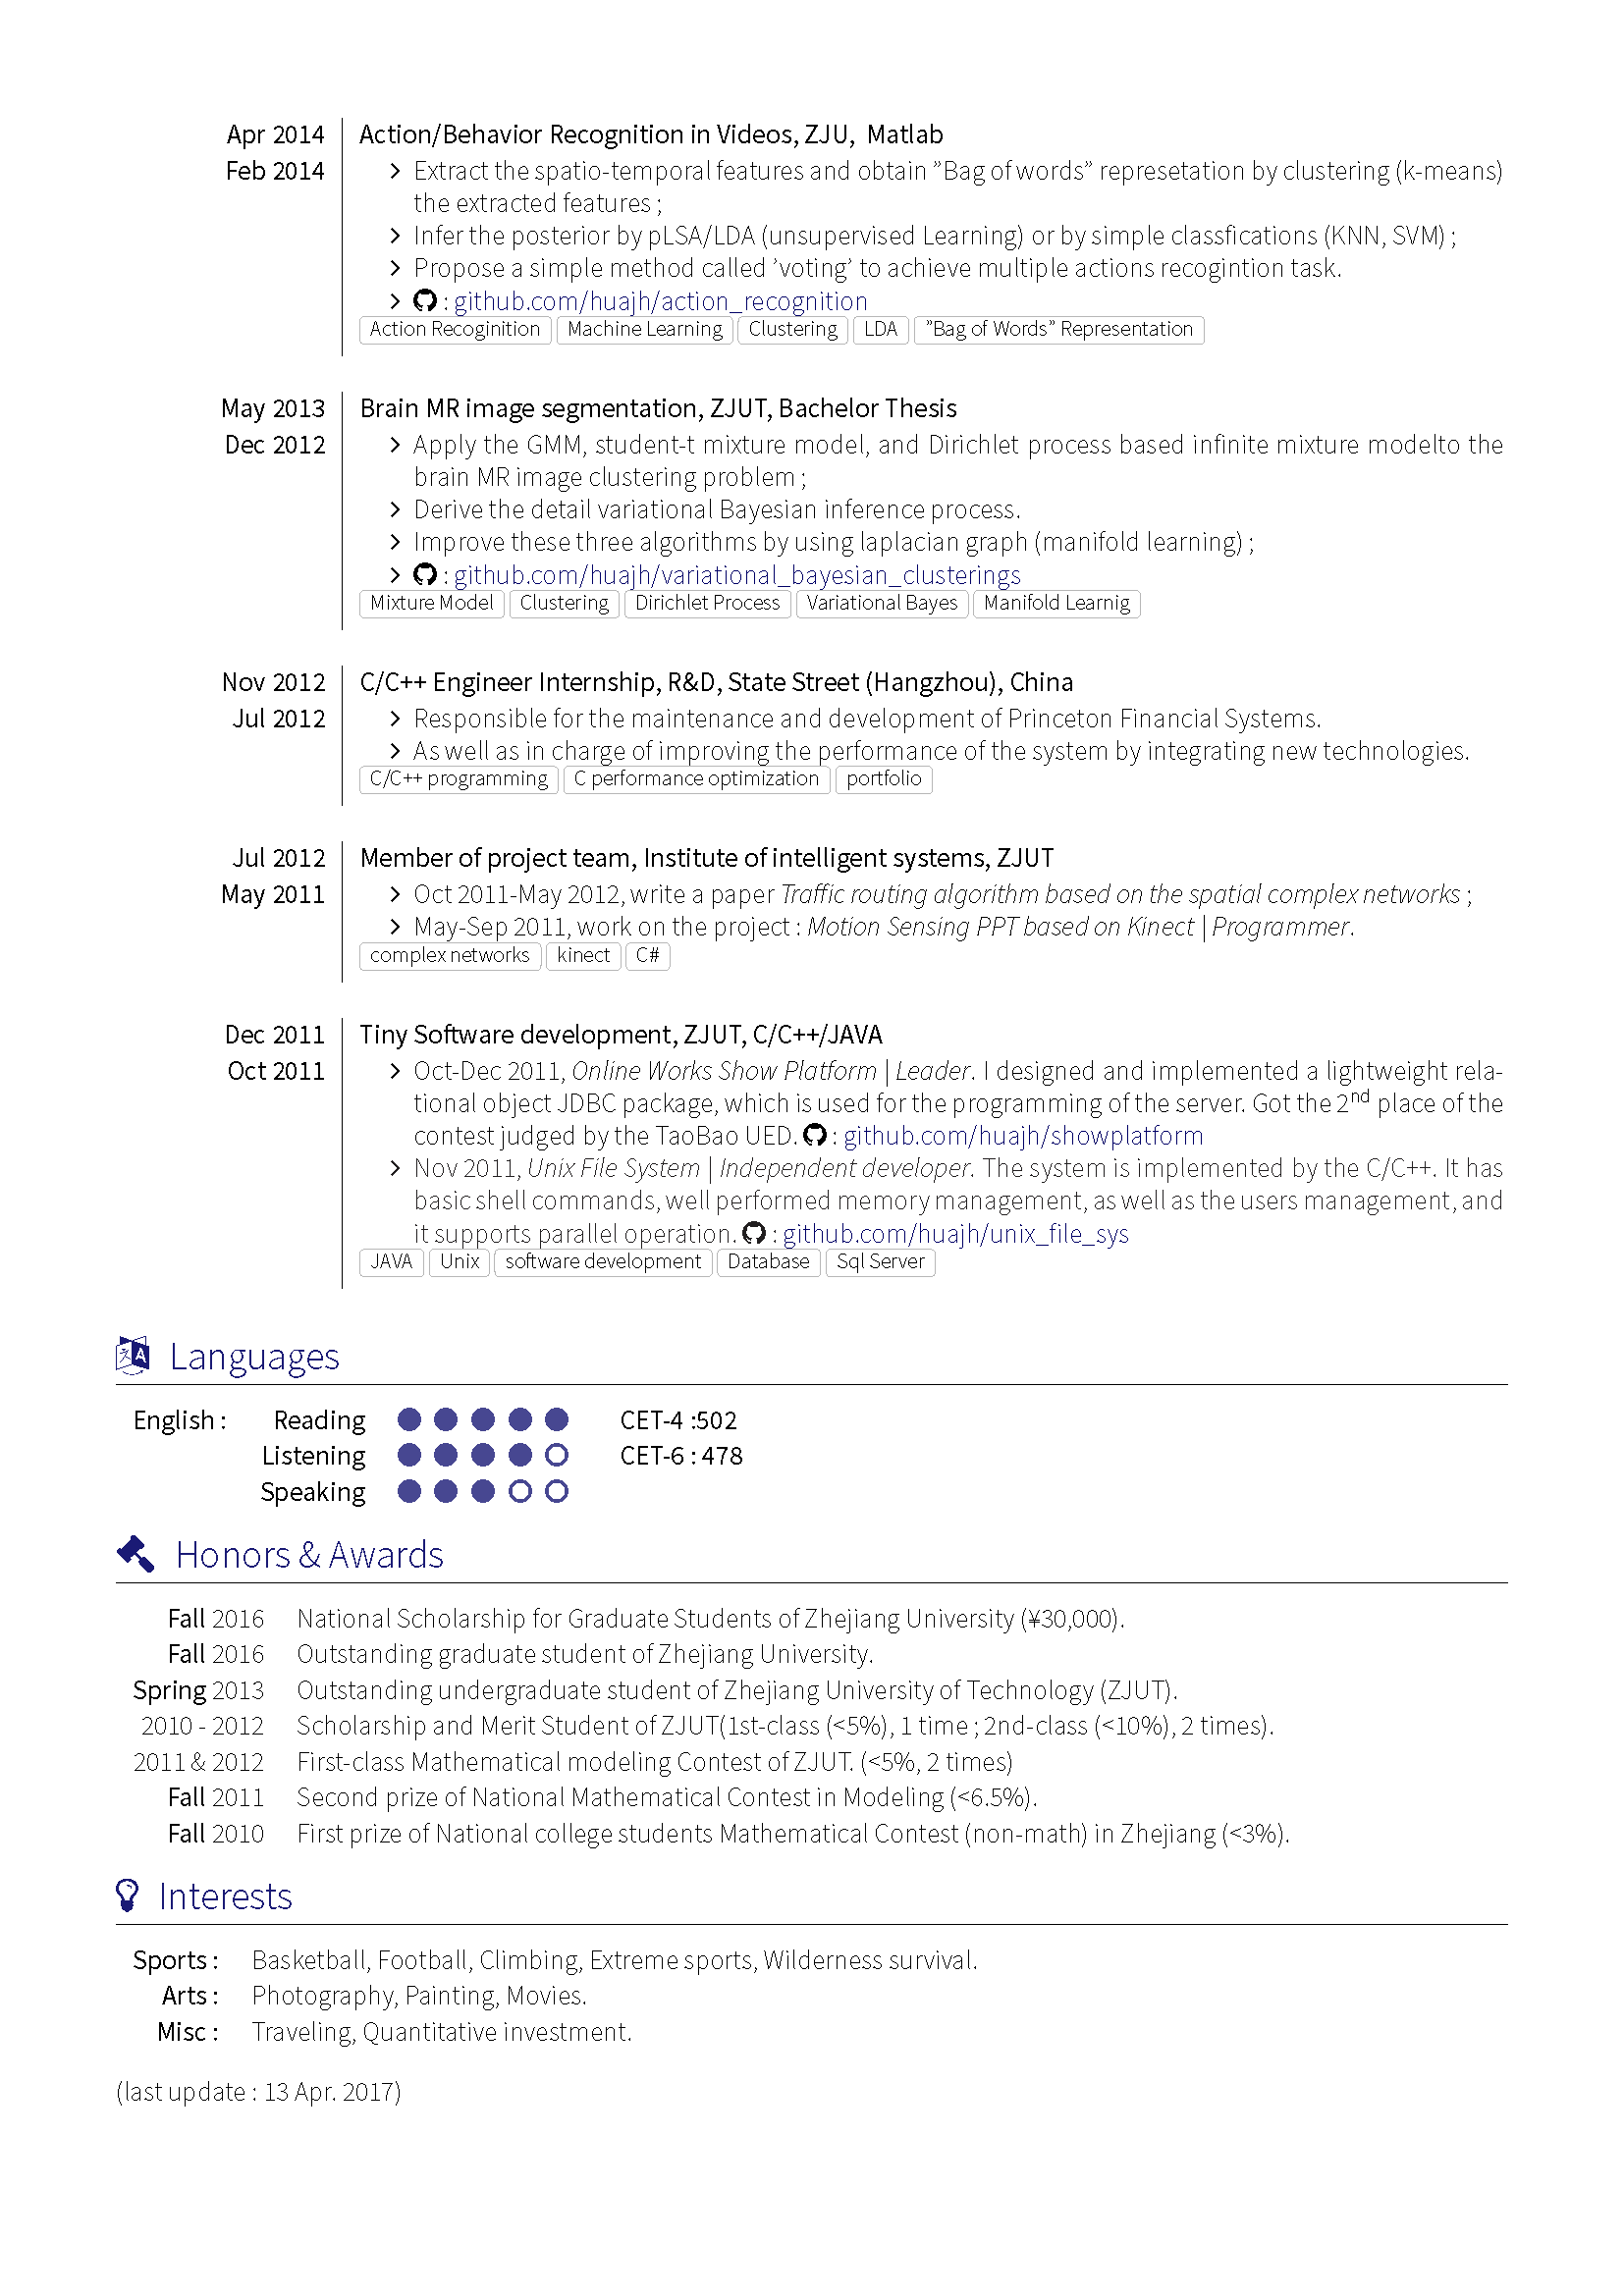 Apr 2014 Action/Behavior Recognition in Videos, ZJU, Matlab
Feb 2014 Extract the spatio-temporal features and obtain ”Bag of words” represetation by clustering (k-means)
the extracted features ;
Infer the posterior by pLSA/LDA (unsupervised Learning) or by simple classfications (KNN, SVM) ;
Propose a simple method called ’voting’ to achieve multiple actions recogintion task.
: github.com/huajh/action_recognition
Action Recoginition Machine Learning Clustering LDA ”Bag of Words” Representation
May 2013 Brain MR image segmentation, ZJUT, Bachelor Thesis
Dec 2012 Apply the GMM, student-t mixture model, and Dirichlet process based infinite mixture modelto the
brain MR image clustering problem ;
Derive the detail variational Bayesian inference process.
Improve these three algorithms by using laplacian graph (manifold learning) ;
: github.com/huajh/variational_bayesian_clusterings
Mixture Model Clustering Dirichlet Process Variational Bayes Manifold Learnig
Nov 2012 C/C++ Engineer Internship, R&D, State Street (Hangzhou), China
Jul 2012 Responsible for the maintenance and development of Princeton Financial Systems.
As well as in charge of improving the performance of the system by integrating new technologies.
C/C++ programming C performance optimization portfolio
Jul 2012 Member of project team, Institute of intelligent systems, ZJUT
May 2011 Oct 2011-May 2012, write a paper Traffic routing algorithm based on the spatial complex networks ;
May-Sep 2011, work on the project : Motion Sensing PPT based on Kinect | Programmer.
complex networks kinect C#
Dec 2011 Tiny Software development, ZJUT, C/C++/JAVA
Oct 2011 Oct-Dec 2011, Online Works Show Platform | Leader. I designed and implemented a lightweight rela-
tional object JDBC package, which is used for the programming of the server. Got the 2nd place of the
contest judged by the TaoBao UED. : github.com/huajh/showplatform
Nov 2011, Unix File System | Independent developer. The system is implemented by the C/C++. It has
basic shell commands, well performed memory management, as well as the users management, and
it supports parallel operation. : github.com/huajh/unix_file_sys
JAVA Unix software development Database Sql Server
Languages
English : Reading CET-4 :502
Listening CET-6 : 478
Speaking
Honors & Awards
Fall 2016 National Scholarship for Graduate Students of Zhejiang University (¥30,000).
Fall 2016 Outstanding graduate student of Zhejiang University.
Spring 2013 Outstanding undergraduate student of Zhejiang University of Technology (ZJUT).
2010 - 2012 Scholarship and Merit Student of ZJUT(1st-class (<5%), 1 time ; 2nd-class (<10%), 2 times).
2011 & 2012 First-class Mathematical modeling Contest of ZJUT. (<5%, 2 times)
Fall 2011 Second prize of National Mathematical Contest in Modeling (<6.5%).
Fall 2010 First prize of National college students Mathematical Contest (non-math) in Zhejiang (<3%).
Interests
Sports : Basketball, Football, Climbing, Extreme sports, Wilderness survival.
Arts : Photography, Painting, Movies.
Misc : Traveling, Quantitative investment.
(last update : 13 Apr. 2017)